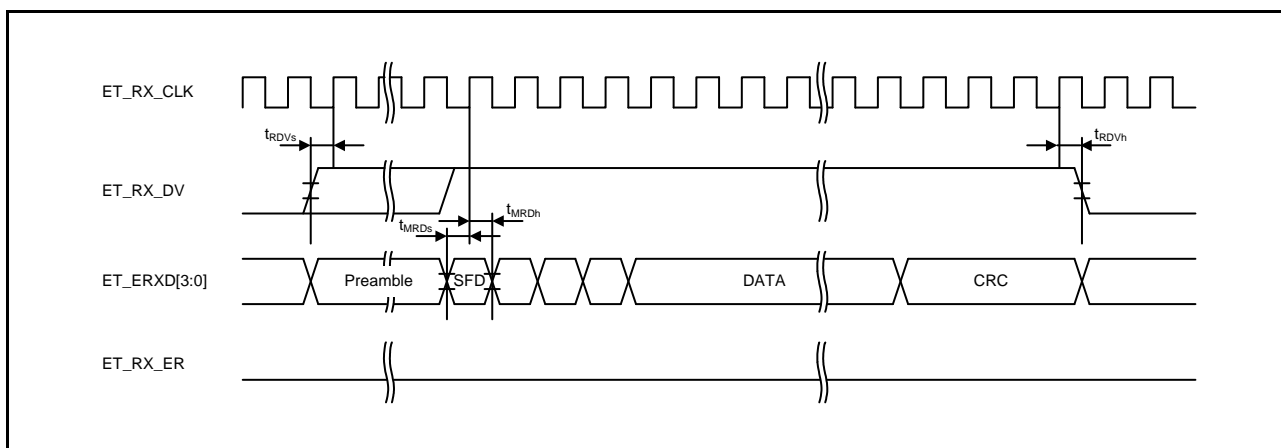 ET_RX_CLK
tRDVs
tRDVh
ET_RX_DV
tMRDh
tMRDs
ET_ERXD[3:0]
Preamble
SFD
DATA
CRC
ET_RX_ER